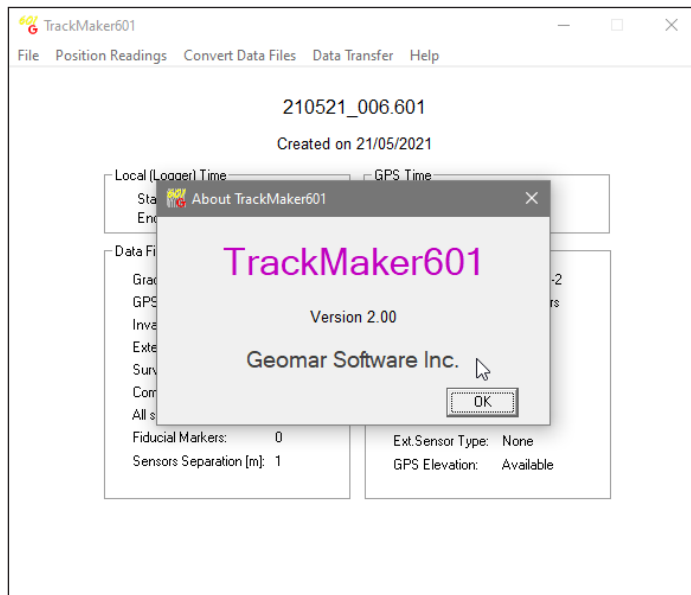 TrackMaker601
File Position Readings Convert Data Files Data Transfer Help
210521_006.601
Created on 21/05/2021
Local (Logger) Time
GPS Time
About TrackMaker601
TrackMaker601
Version 2.00
Geomar Software Inc.
OK
GPS
Fiducial Markers: 0
Sensors Separation [m]: 1
Ext.Sensor Type: None
GPS Elevation: Available